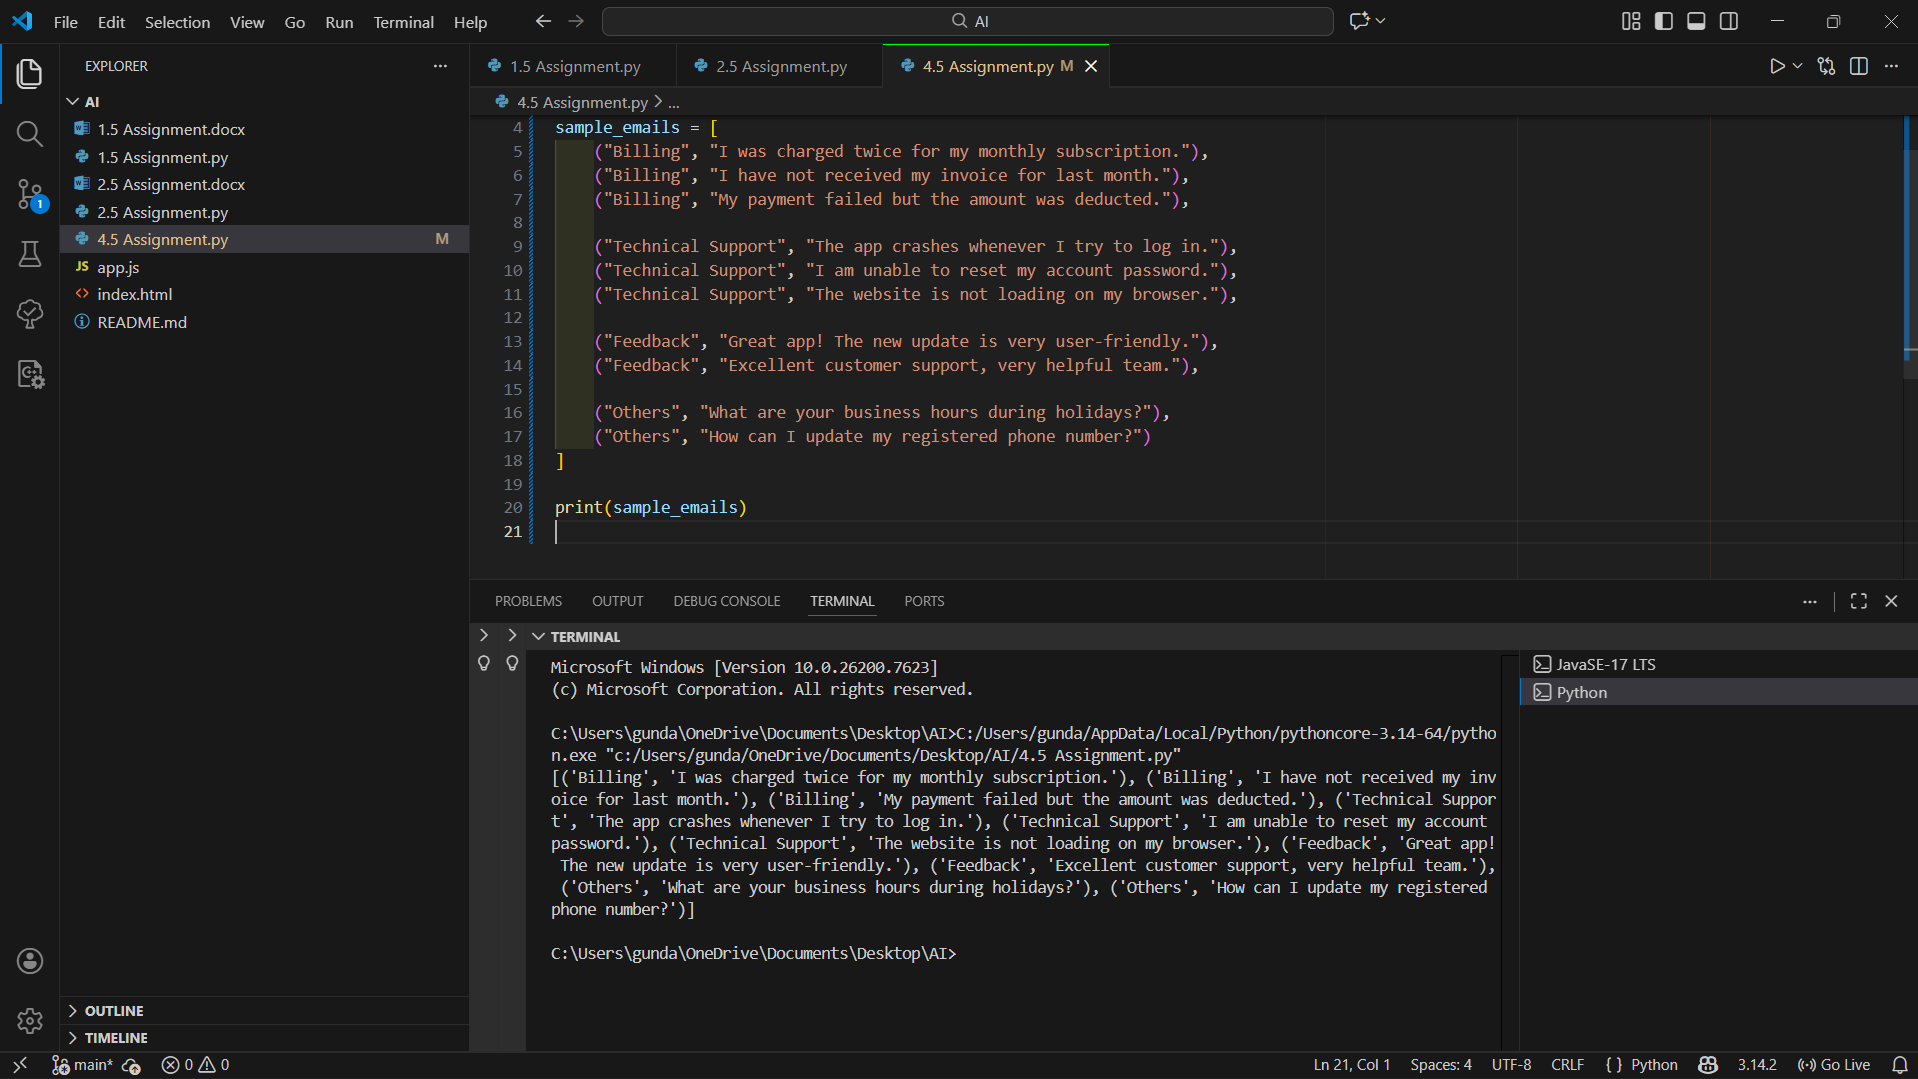 File Edit Selection View Go Run Terminal Help
AI
EXPLORER
AI
1.5 Assignment.docx
1.5 Assignment.py
2.5 Assignment.docx
2.5 Assignment.py
4.5 Assignment.py M
JS app.js
index.html
README.md
1
OUTLINE
TIMELINE
1.5 Assignment.py
2.5 Assignment.py
4.5 Assignment.py M
4.5 Assignment.py > ...
4 sample_emails = [
5 ("Billing", "I was charged twice for my monthly subscription."),
6 ("Billing", "I have not received my invoice for last month."),
7 ("Billing", "My payment failed but the amount was deducted."),
8
9 ("Technical Support", "The app crashes whenever I try to log in."),
10 ("Technical Support", "I am unable to reset my account password."),
11 ("Technical Support", "The website is not loading on my browser."),
12
13 ("Feedback", "Great app! The new update is very user-friendly."),
14 ("Feedback", "Excellent customer support, very helpful team."),
15
16 ("Others", "What are your business hours during holidays?"),
17 ("Others", "How can I update my registered phone number?")
18 ]
19
20 print(sample_emails)
21
PROBLEMS OUTPUT DEBUG CONSOLE TERMINAL PORTS
TERMINAL
Microsoft Windows [Version 10.0.26200.7623]
(c) Microsoft Corporation. All rights reserved.
C:\Users\gunda\OneDrive\Documents\Desktop\AI>C:/Users/gunda/AppData/Local/Python/pythoncore-3.14-64/pytho
n.exe "c:/Users/gunda/OneDrive/Documents/Desktop/AI/4.5 Assignment.py"
[('Billing', 'I was charged twice for my monthly subscription.'), ('Billing', 'I have not received my inv
oice for last month.'), ('Billing', 'My payment failed but the amount was deducted.'), ('Technical Suppor
t', 'The app crashes whenever I try to log in.'), ('Technical Support', 'I am unable to reset my account
password.'), ('Technical Support', 'The website is not loading on my browser.'), ('Feedback', 'Great app!
The new update is very user-friendly.'), ('Feedback', 'Excellent customer support, very helpful team.'),
('Others', 'What are your business hours during holidays?'), ('Others', 'How can I update my registered
phone number?')]
C:\Users\gunda\OneDrive\Documents\Desktop\AI>
JavaSE-17 LTS
Python
main* 0 0
Ln 21, Col 1 Spaces: 4 UTF-8 CRLF { } Python 3.14.2 Go Live